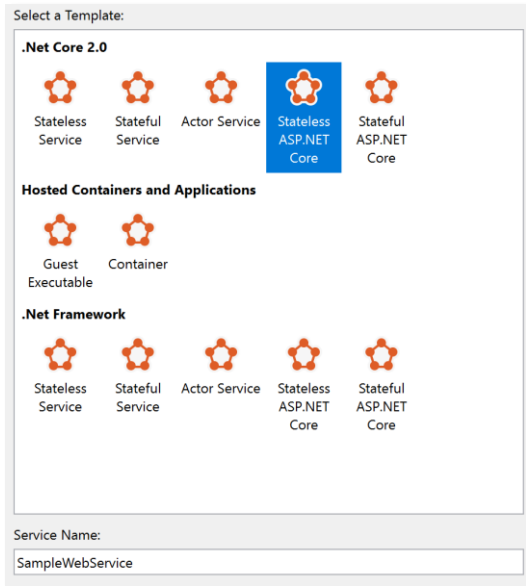 Select a Template:
.Net Core 2.0
Stateless Service
Stateful Service
Actor Service
Stateless ASP.NET Core
Stateful ASP.NET Core
Hosted Containers and Applications
Guest Executable
Container
.Net Framework
Stateless Service
Stateful Service
Actor Service
Stateless ASP.NET Core
Stateful ASP.NET Core
Service Name:
SampleWebService